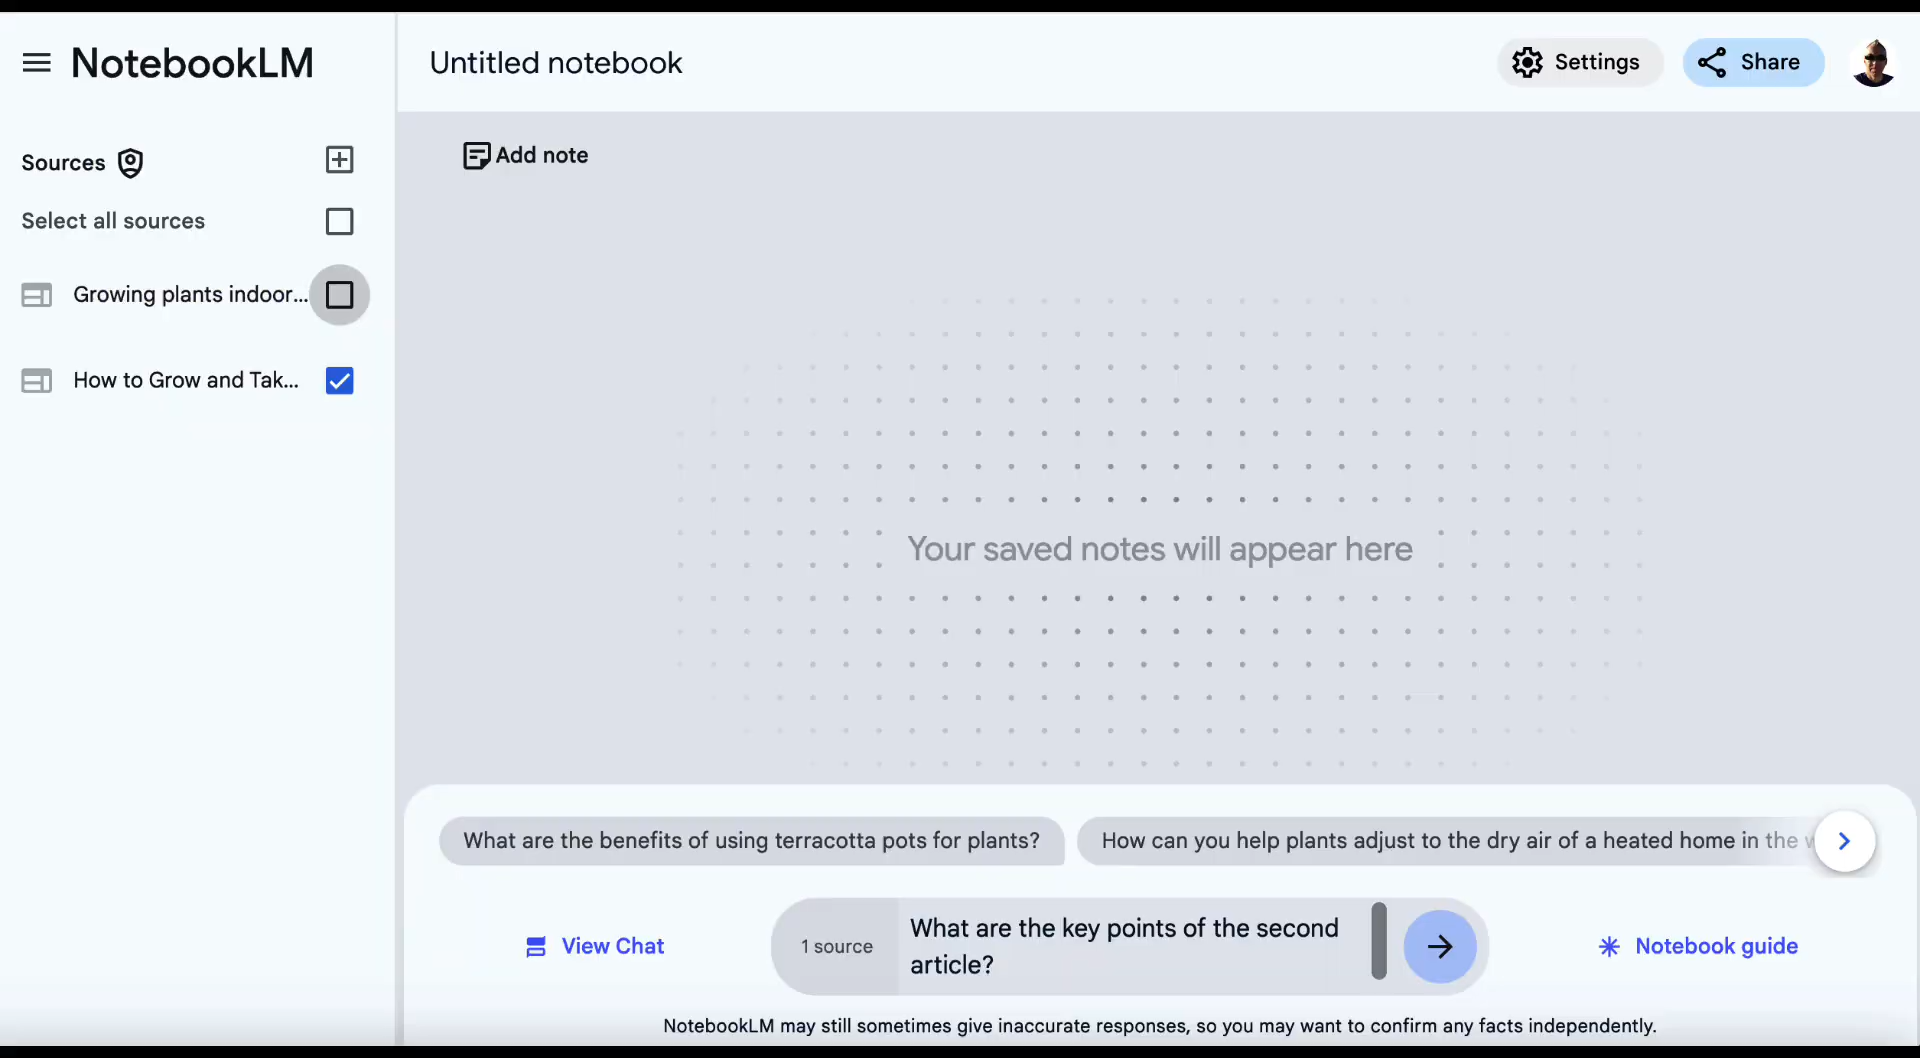 NotebookLM
Untitled notebook
Settings
Share
Sources
Add note
Select all sources
Growing plants indoor...
How to Grow and Tak...
Your saved notes will appear here
What are the benefits of using terracotta pots for plants?
How can you help plants adjust to the dry air of a heated home in the w
View Chat
1 source
What are the key points of the second
article?
Notebook guide
NotebookLM may still sometimes give inaccurate responses, so you may want to confirm any facts independently.